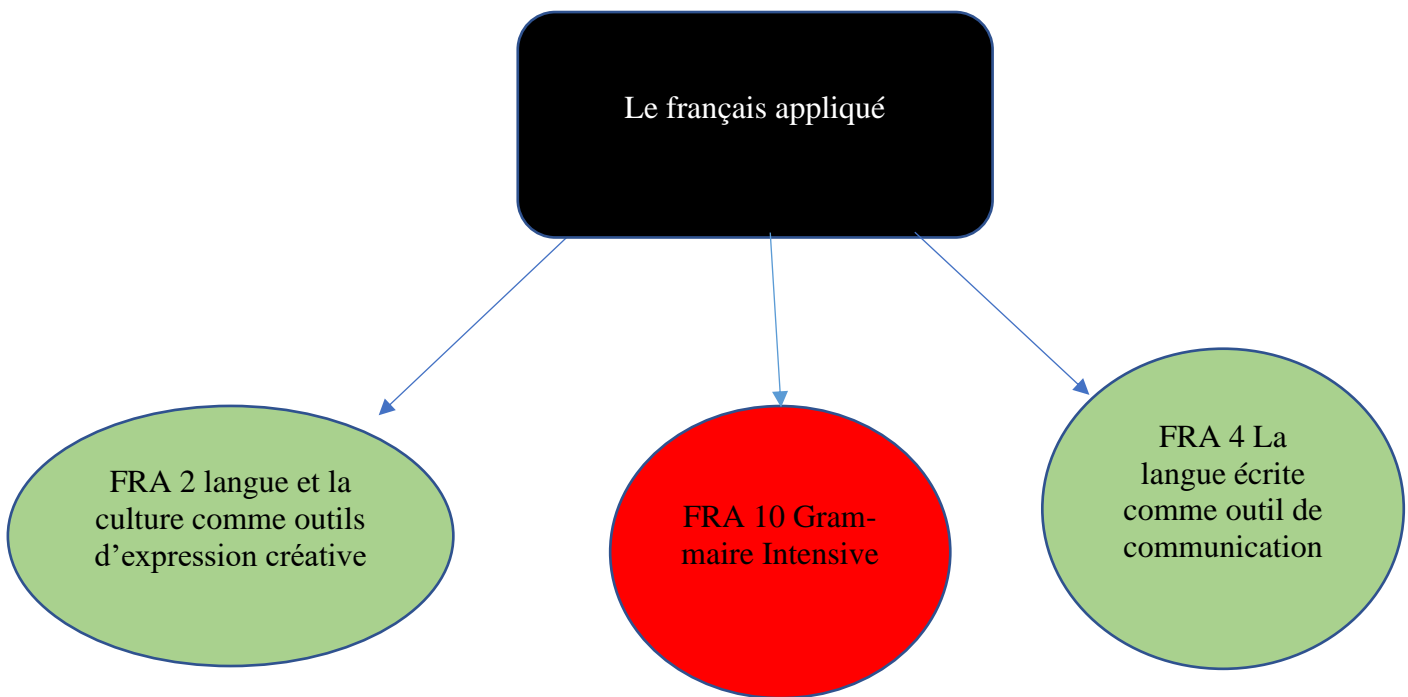 Le français appliqué
FRA 2 langue et la
culture comme outils
d’expression créative
FRA 10 Gram-
maire Intensive
FRA 4 La
langue écrite
comme outil de
communication